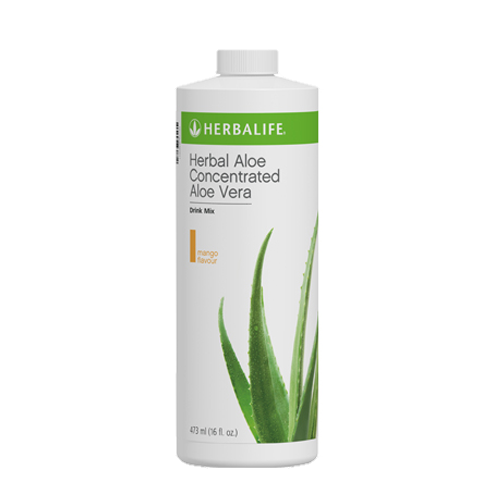 HERBALIFE
Herbal Aloe
Concentrated
Aloe Vera
Drink Mix
mango
flavour
473 ml (16 fl. oz.)